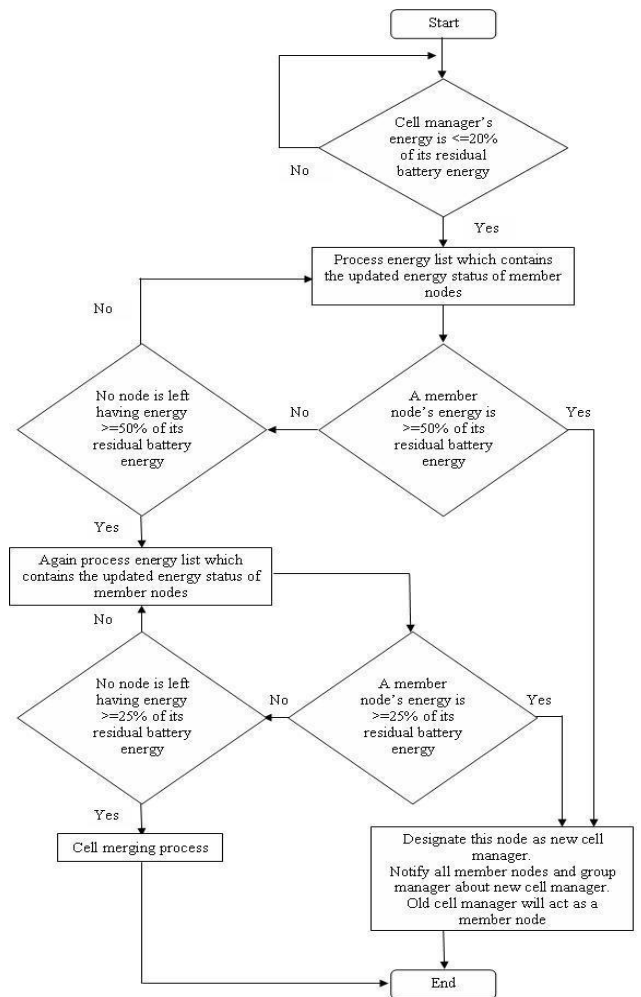 Start
Cell manager's
energy is <=20%
of its residual
battery energy
No
Yes
Process energy list which contains
the updated energy status of member
nodes
No
No node is left
having energy
>=50% of its
residual battery
energy
No
A member
node's energy is
>=50% of its
residual battery
energy
Yes
Yes
Again process energy list which
contains the updated energy status of
member nodes
No
No node is left
having energy
>=25% of its
residual battery
energy
No
A member
node's energy is
>=25% of its
residual battery
energy
Yes
Yes
Cell merging process
Designate this node as new cell
manager.
Notify all member nodes and group
manager about new cell manager.
Old cell manager will act as a
member node
End